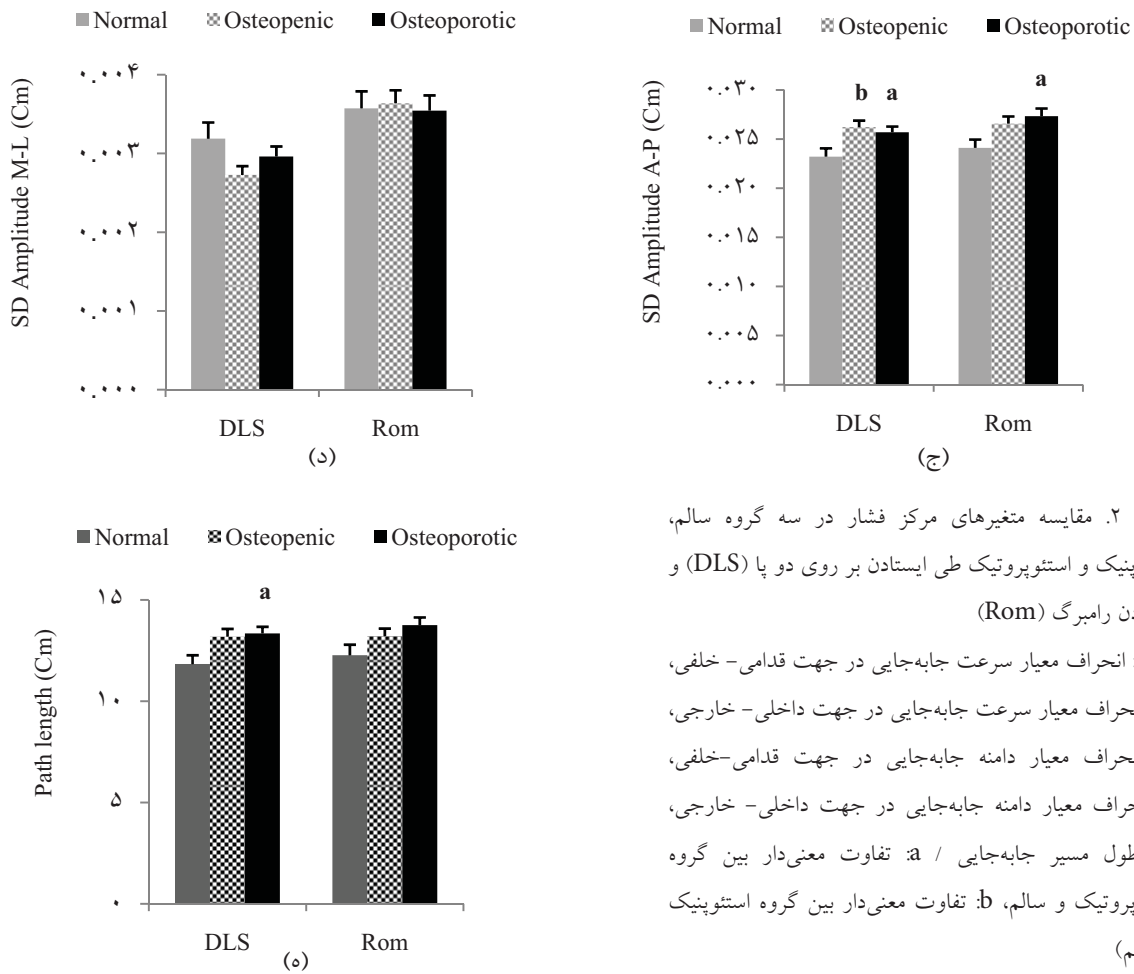 Normal Osteopenic Osteoporotic
SD Amplitude M-L (Cm)
۰.۰۰۴
۰.۰۰۳
۰.۰۰۲
۰.۰۰۱
۰.۰۰۰
DLS Rom
(د)
Normal Osteopenic Osteoporotic
SD Amplitude A-P (Cm)
۰.۰۳۰
۰.۰۲۵
۰.۰۲۰
۰.۰۱۵
۰.۰۱۰
۰.۰۰۵
۰.۰۰۰
b a a
DLS Rom
(ج)
Normal Osteopenic Osteoporotic
Path length (Cm)
۱۵
۱۰
۵
۰
a
DLS Rom
(ه)
۲. مقایسه متغیرهای مرکز فشار در سه گروه سالم،
پنیک و استئوپروتیک طی ایستادن بر روی دو پا (DLS) و
دن رامبرگ (Rom)
: انحراف معیار سرعت جابه‌جایی در جهت قدامی- خلفی،
حراف معیار سرعت جابه‌جایی در جهت داخلی- خارجی،
حراف معیار دامنه جابه‌جایی در جهت قدامی-خلفی،
حراف معیار دامنه جابه‌جایی در جهت داخلی- خارجی،
طول مسیر جابه‌جایی / a: تفاوت معنی‌دار بین گروه
پروتیک و سالم، b: تفاوت معنی‌دار بین گروه استئوپنیک
م)